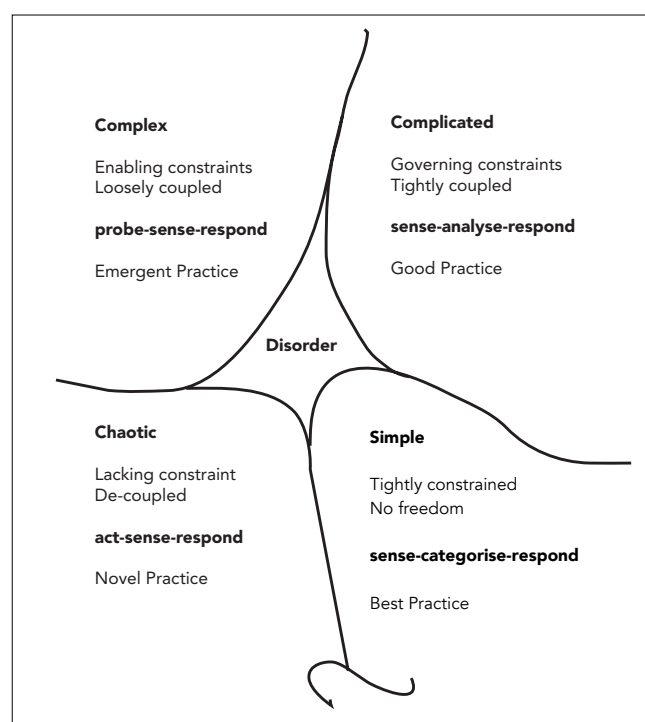 Complex
Enabling constraints
Loosely coupled
probe-sense-respond
Emergent Practice
Complicated
Governing constraints
Tightly coupled
sense-analyse-respond
Good Practice
Disorder
Chaotic
Lacking constraint
De-coupled
act-sense-respond
Novel Practice
Simple
Tightly constrained
No freedom
sense-categorise-respond
Best Practice